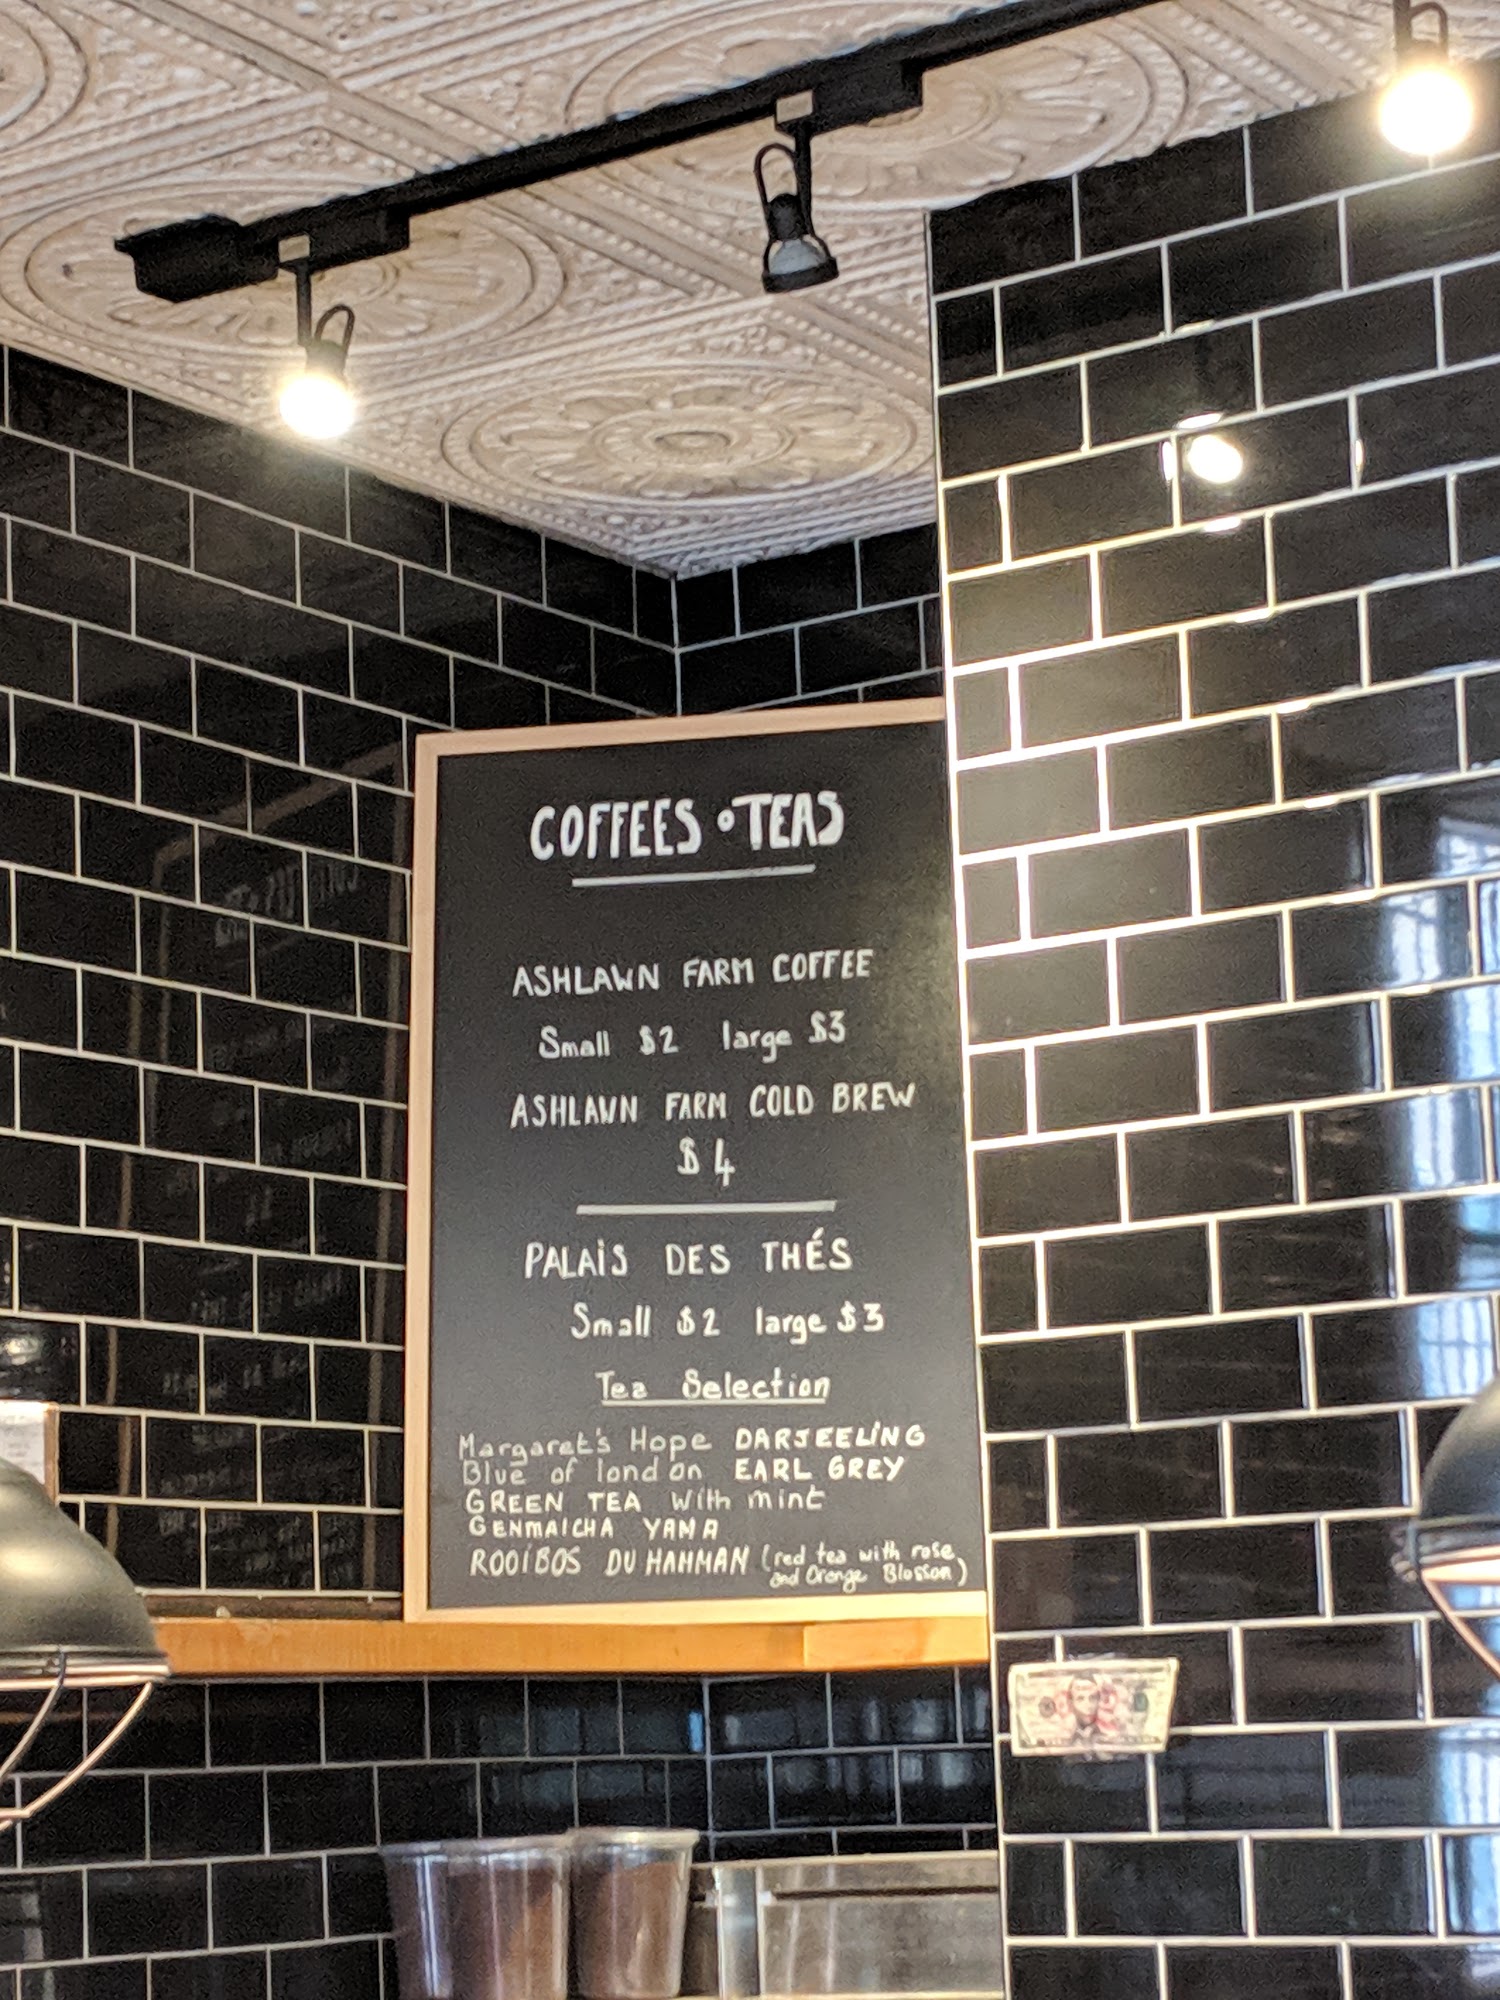 COFFEES • TEAS
ASHLAWN FARM COFFEE
Small $2 large $3
ASHLAWN FARM COLD BREW
$4
PALAIS DES THÉS
Small $2 large $3
Tea Selection
Margaret's Hope DARJEELING
Blue of london EARL GREY
GREEN TEA with mint
GENMAICHA YAMA
ROOIBOS DU HAMMAN (red tea with rose
and Orange Blossom)